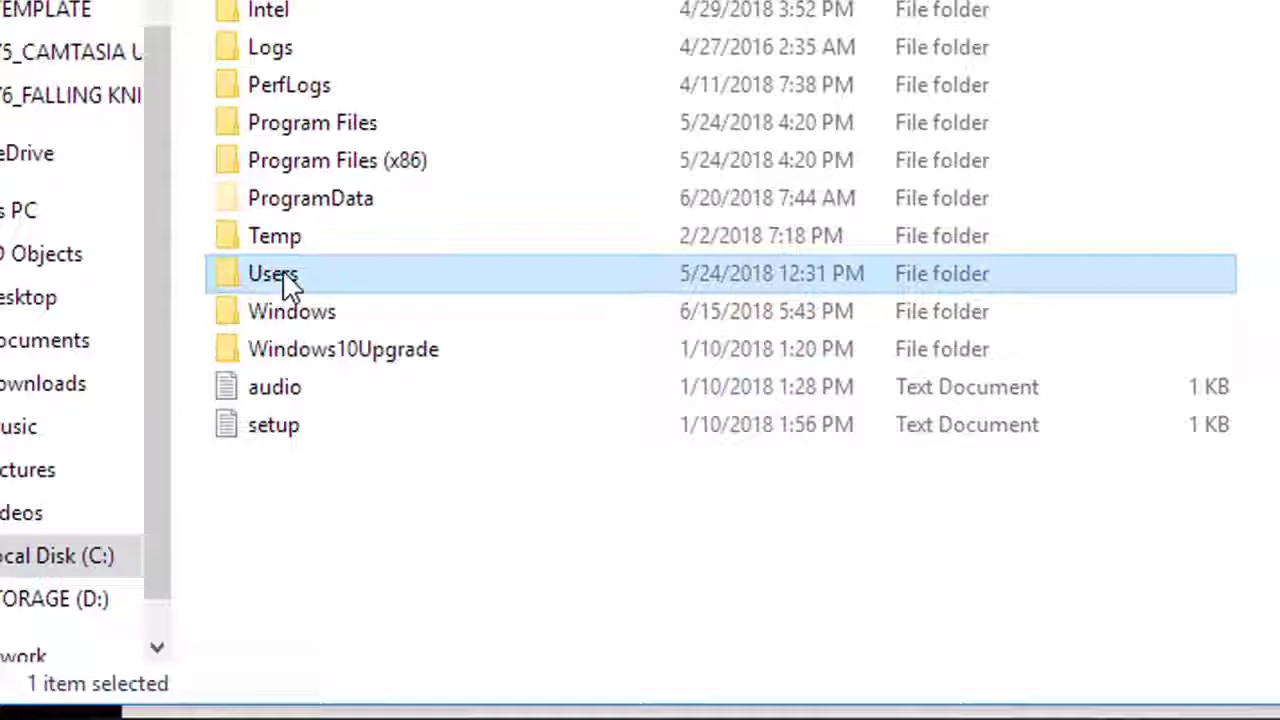 TEMPLATE
75_CAMTASIA U
76_FALLING KNI
eDrive
s PC
D Objects
esktop
ocuments
ownloads
usic
ctures
deos
ocal Disk (C:)
TORAGE (D:)
work
Intel 4/29/2018 3:52 PM File folder
Logs 4/27/2016 2:35 AM File folder
PerfLogs 4/11/2018 7:38 PM File folder
Program Files 5/24/2018 4:20 PM File folder
Program Files (x86) 5/24/2018 4:20 PM File folder
ProgramData 6/20/2018 7:44 AM File folder
Temp 2/2/2018 7:18 PM File folder
Users 5/24/2018 12:31 PM File folder
Windows 6/15/2018 5:43 PM File folder
Windows10Upgrade 1/10/2018 1:20 PM File folder
audio 1/10/2018 1:28 PM Text Document 1 KB
setup 1/10/2018 1:56 PM Text Document 1 KB
1 item selected